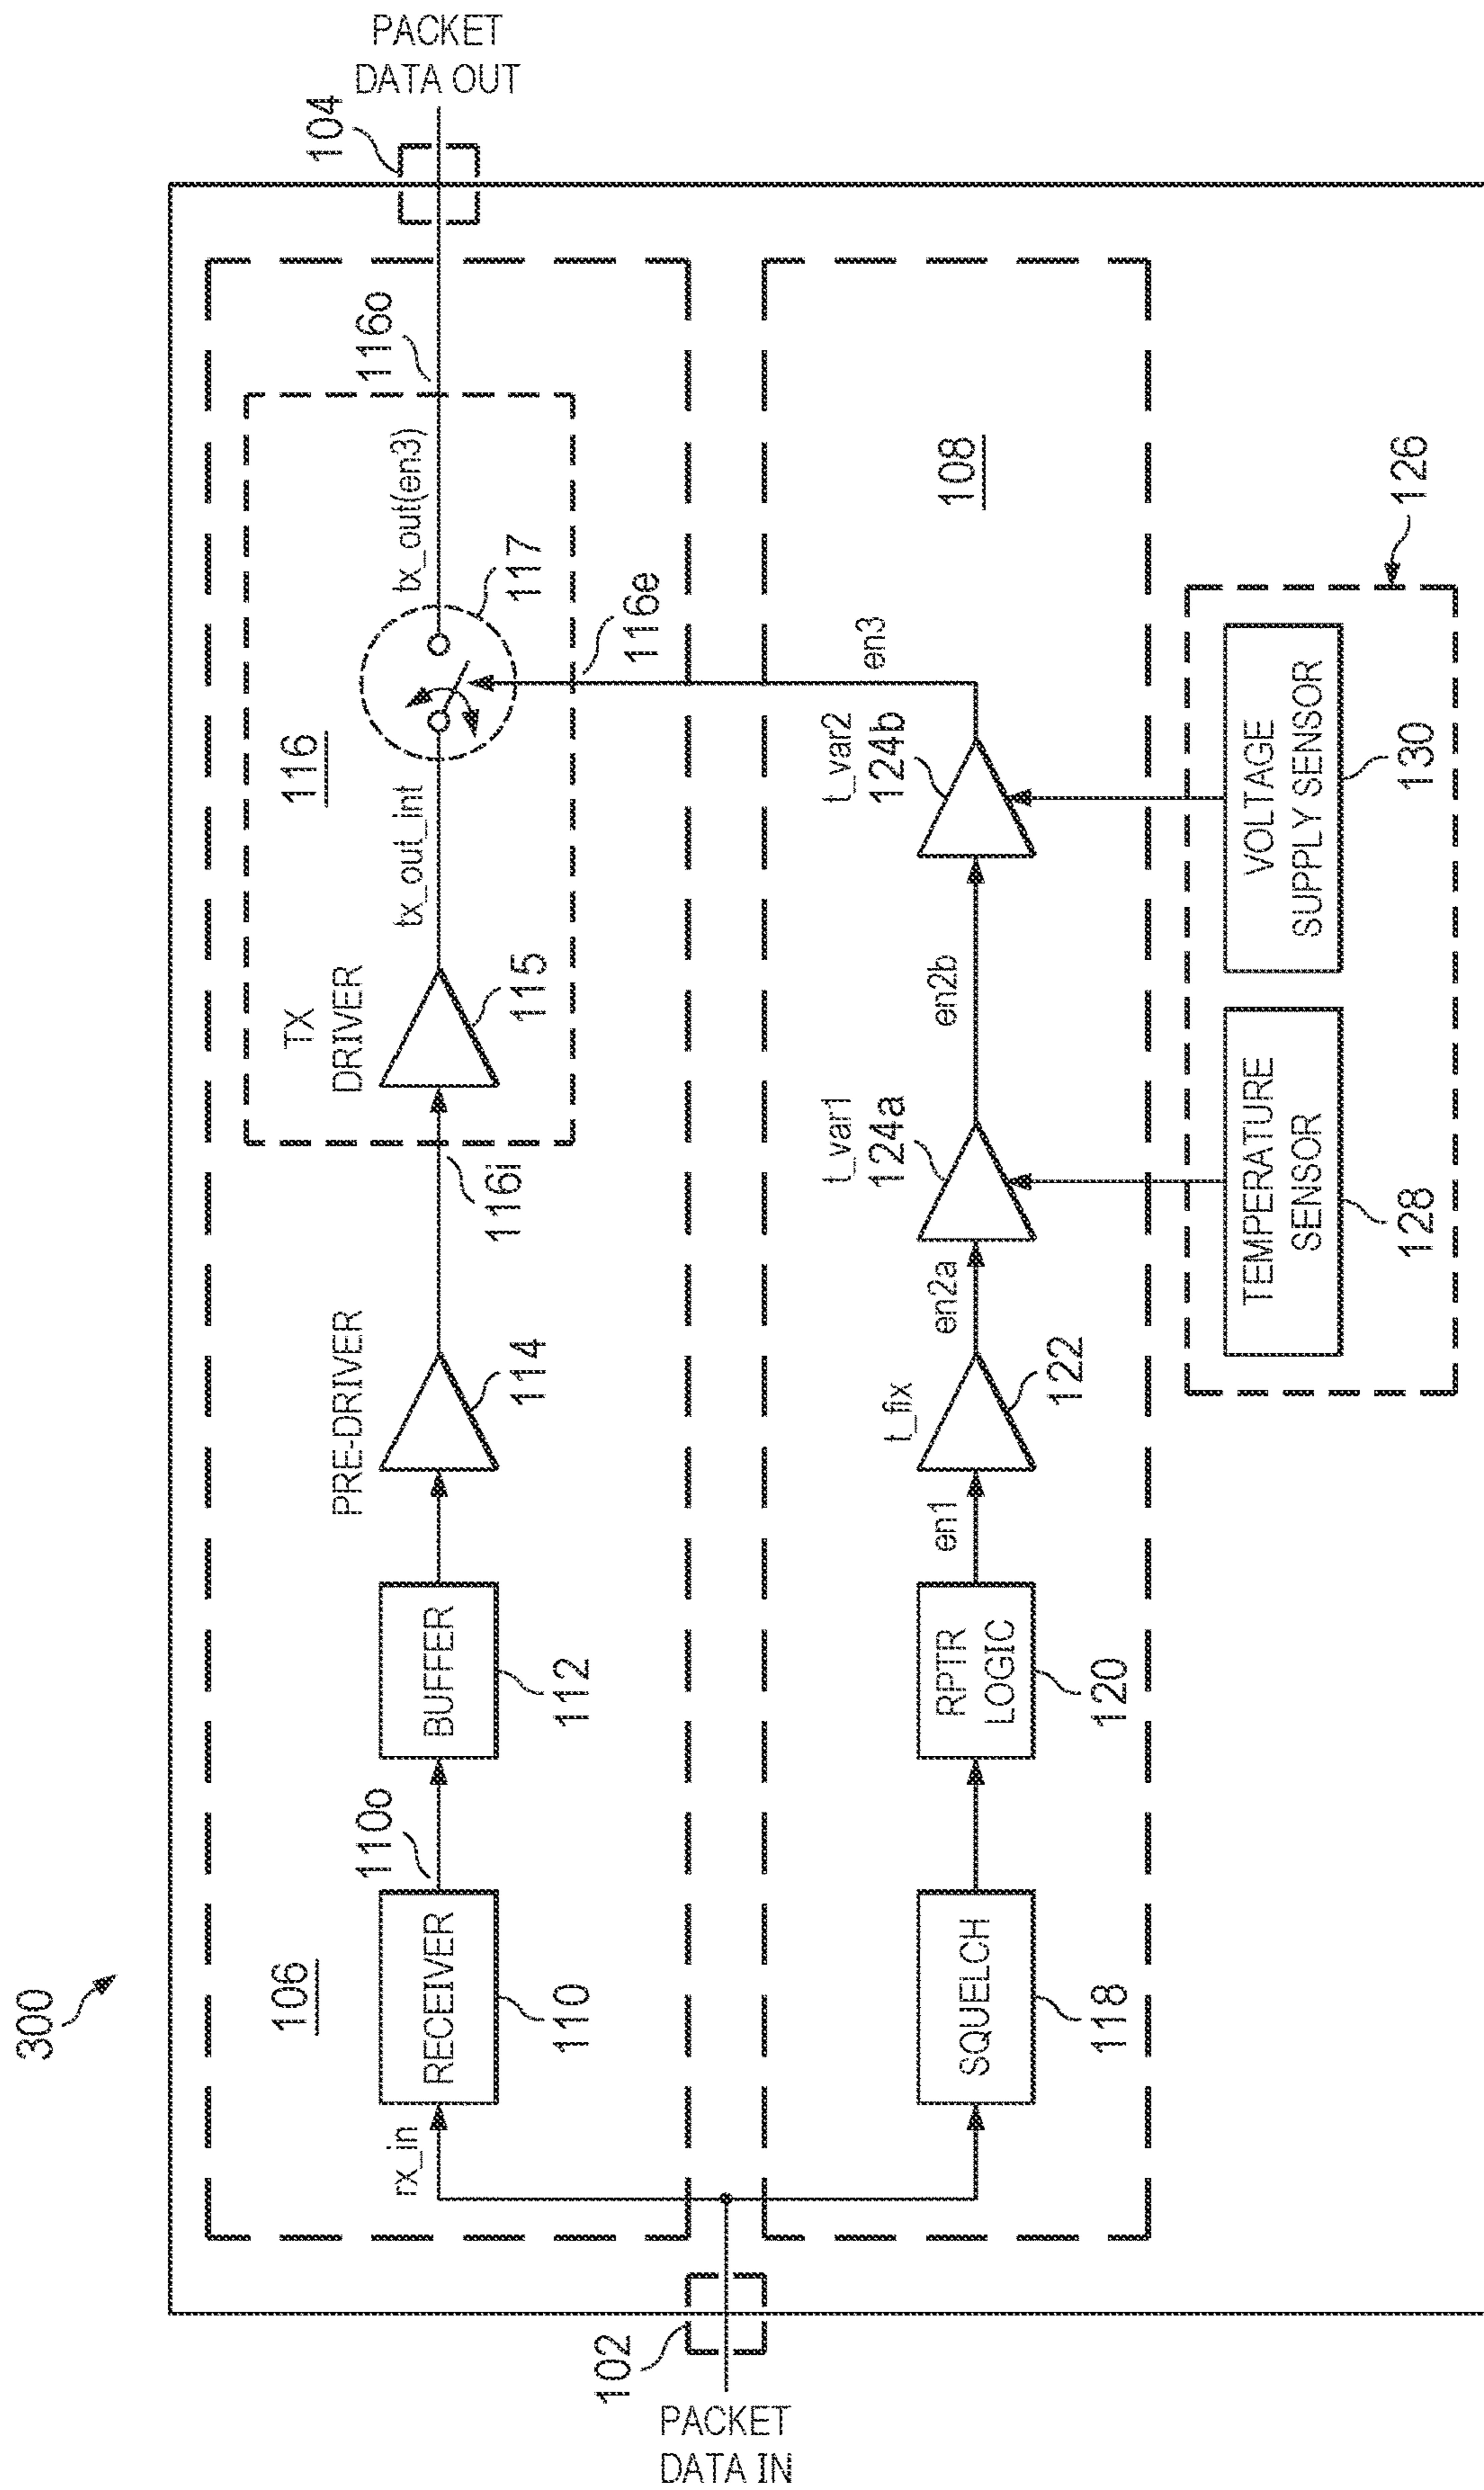 300
PACKET
DATA IN
102
106
rx_in
RECEIVER
110
110o
BUFFER
112
PRE-DRIVER
114
116i
TX
DRIVER
115
116
tx_out_int
117
tx_out(en3)
116o
116e
104
PACKET
DATA OUT
SQUELCH
118
RPTR
LOGIC
120
en1
t_fix
122
en2a
t_var1
124a
en2b
t_var2
124b
en3
108
TEMPERATURE
SENSOR
128
VOLTAGE
SUPPLY SENSOR
130
126